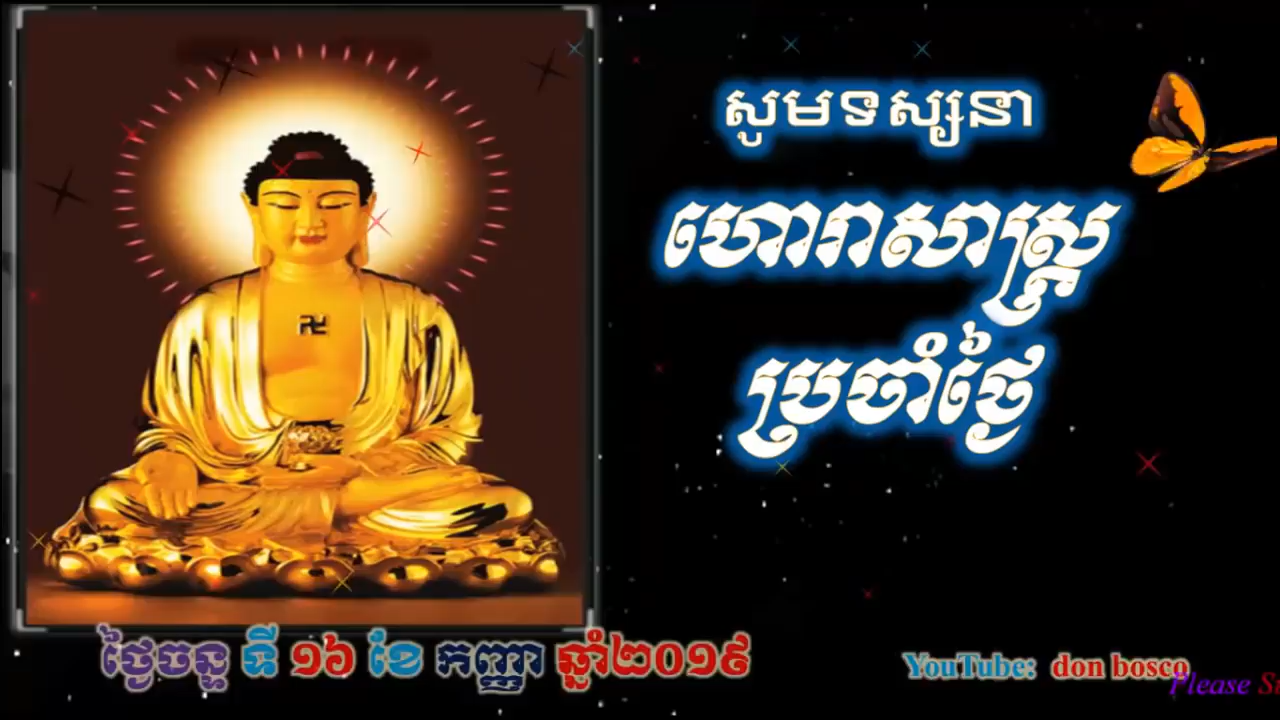 សូមទស្សនា
ហោរាសាស្ត្រ
ប្រចាំថ្ងៃ
ថ្ងៃចន្ទ ទី ១៦ ខែ កញ្ញា ឆ្នាំ២០១៩
YouTube: don bosco
Please